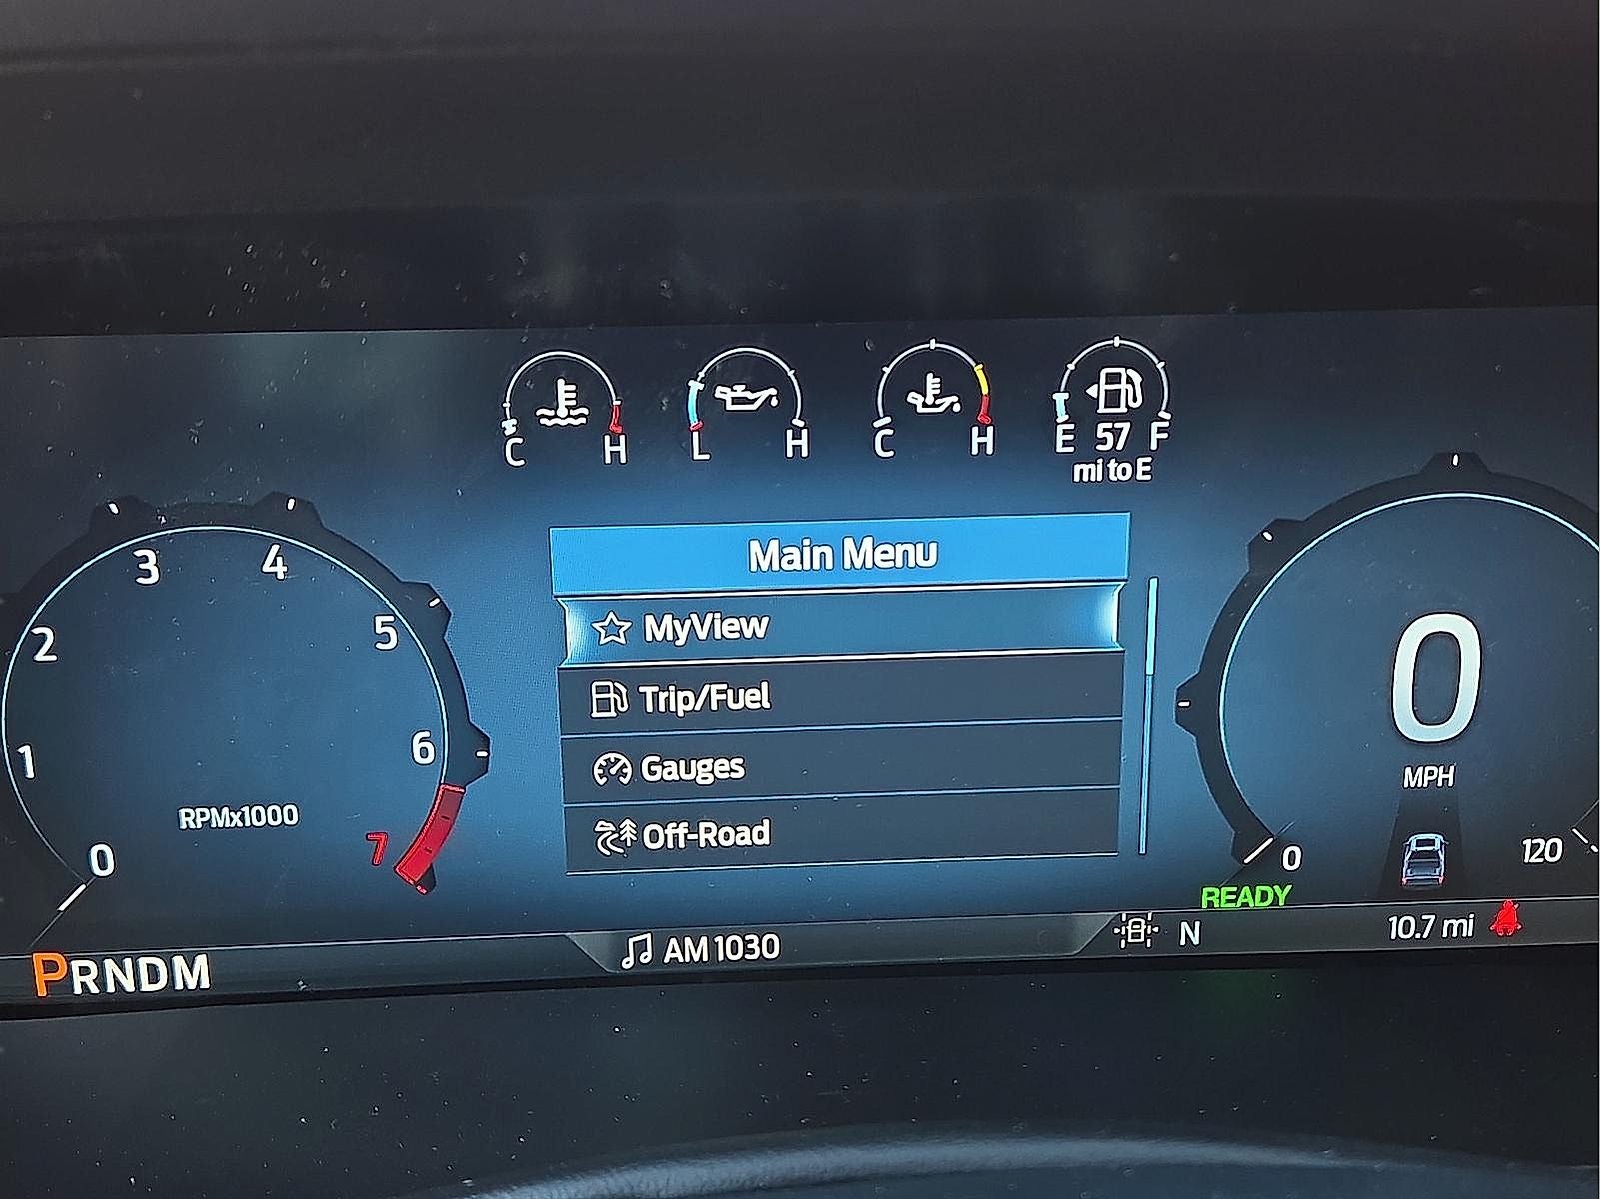 C H L H C H E 57 F
mi to E
Main Menu
MyView
Trip/Fuel
Gauges
Off-Road
0 1 2 3 4 5 6 7
RPMx1000
0
MPH
0 120
READY
PRNDM
AM 1030
N
10.7 mi